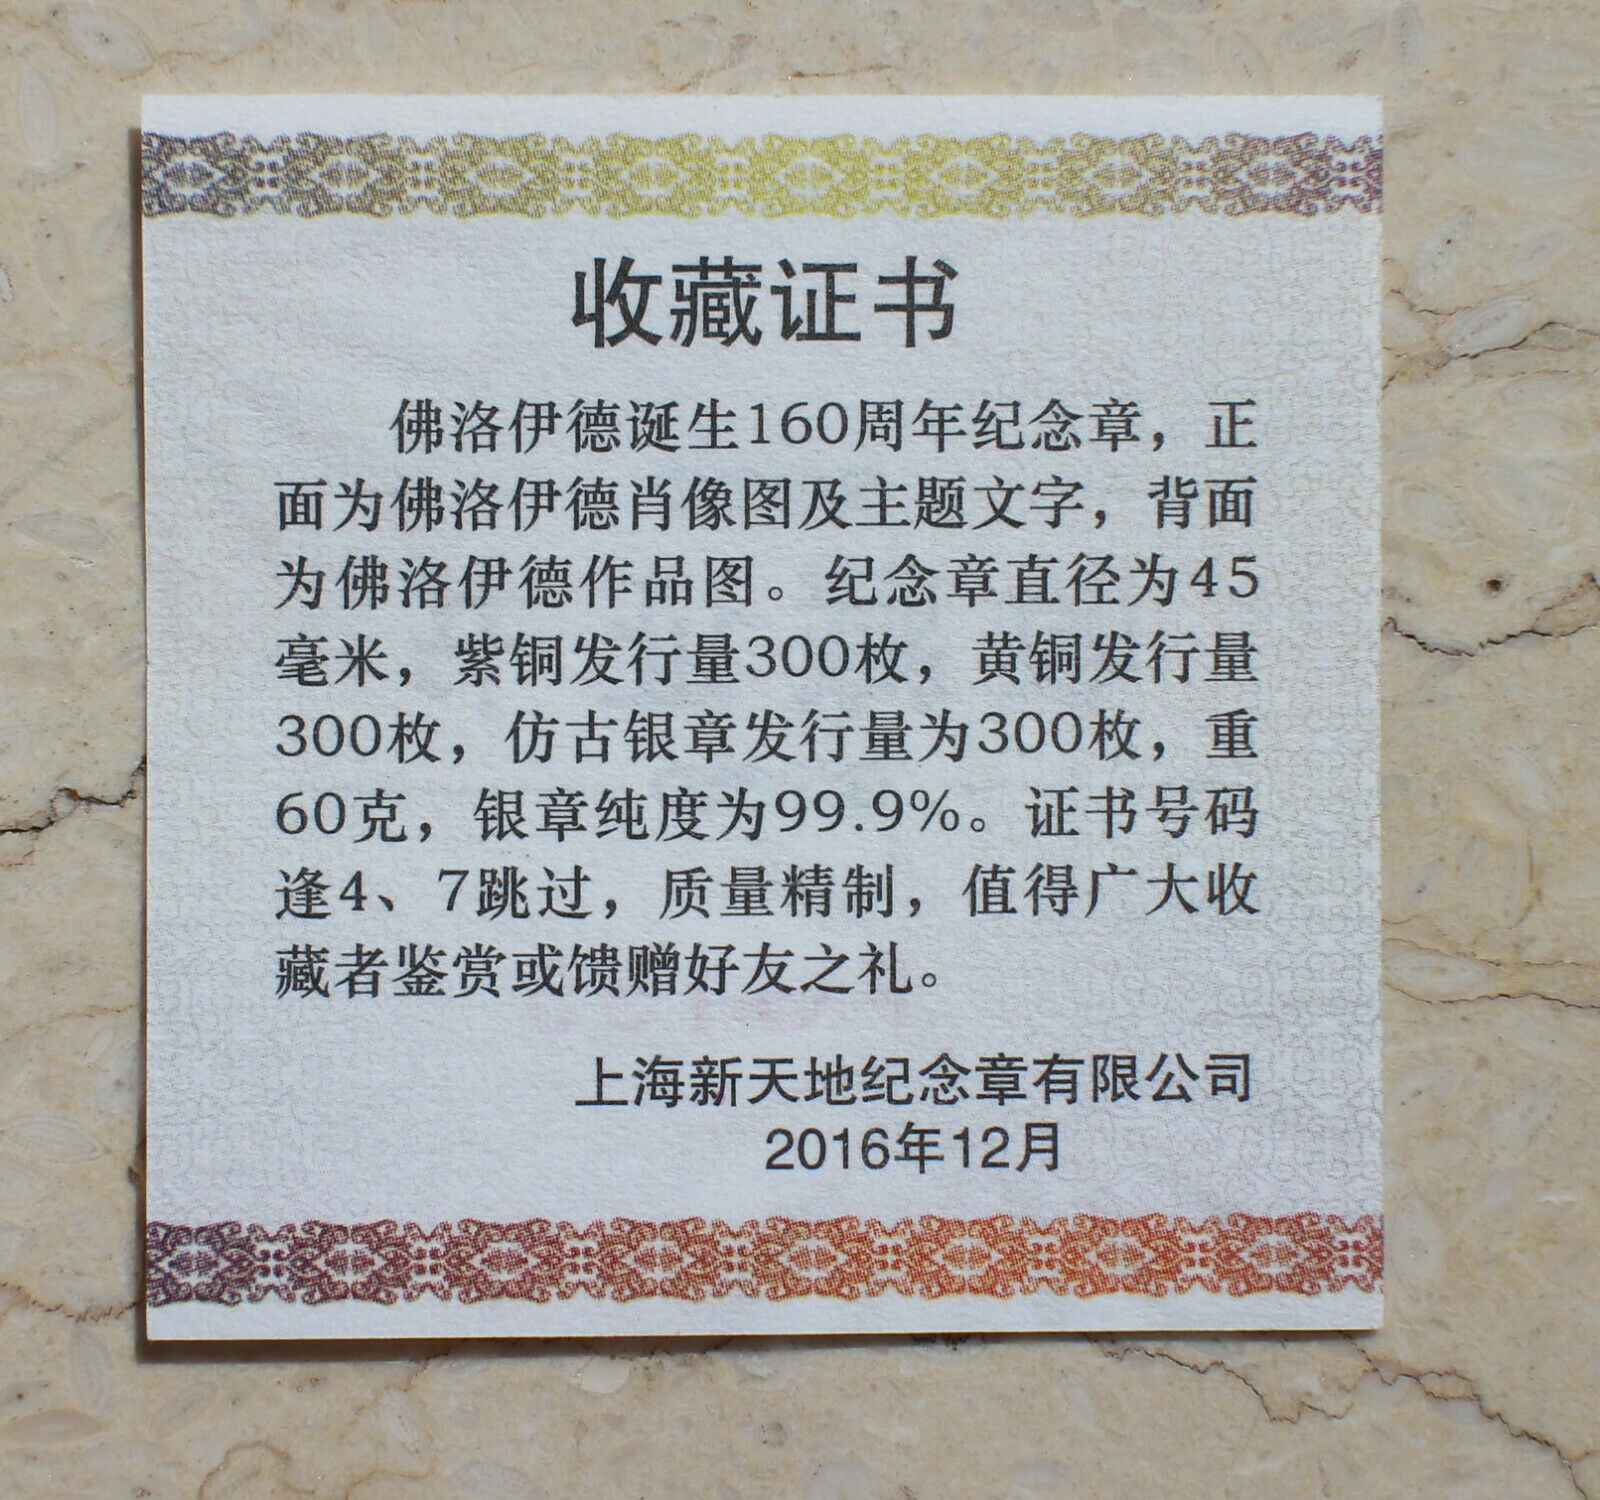 收藏证书
佛洛伊德诞生160周年纪念章，正
面为佛洛伊德肖像图及主题文字，背面
为佛洛伊德作品图。纪念章直径为45
毫米，紫铜发行量300枚，黄铜发行量
300枚，仿古银章发行量为300枚，重
60克，银章纯度为99.9%。证书号码
逢4、7跳过，质量精制，值得广大收
藏者鉴赏或馈赠好友之礼。
上海新天地纪念章有限公司
2016年12月